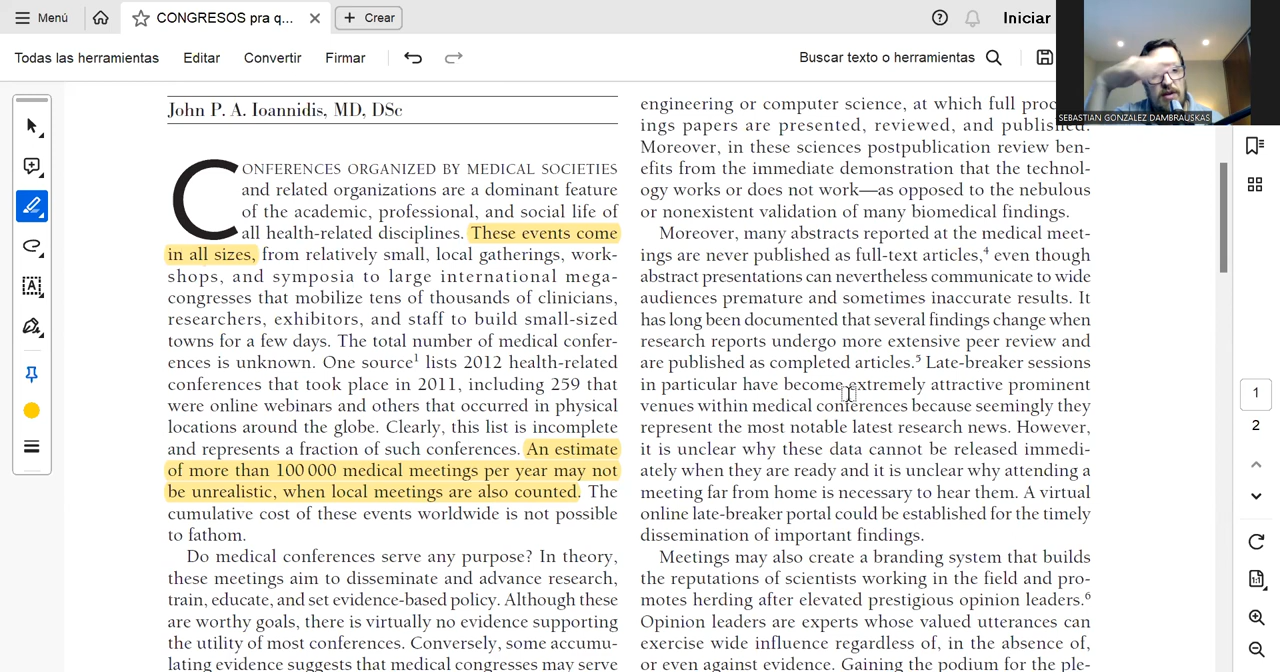 Menú
CONGRESOS pra q...
Crear
Iniciar
Todas las herramientas
Editar
Convertir
Firmar
Buscar texto o herramientas
SEBASTIAN GONZALEZ DAMBRAUSKAS
John P. A. Ioannidis, MD, DSc
CONFERENCES ORGANIZED BY MEDICAL SOCIETIES
and related organizations are a dominant feature
of the academic, professional, and social life of
all health-related disciplines. These events come
in all sizes, from relatively small, local gatherings, work-
shops, and symposia to large international mega-
congresses that mobilize tens of thousands of clinicians,
researchers, exhibitors, and staff to build small-sized
towns for a few days. The total number of medical confer-
ences is unknown. One source1 lists 2012 health-related
conferences that took place in 2011, including 259 that
were online webinars and others that occurred in physical
locations around the globe. Clearly, this list is incomplete
and represents a fraction of such conferences. An estimate
of more than 100 000 medical meetings per year may not
be unrealistic, when local meetings are also counted. The
cumulative cost of these events worldwide is not possible
to fathom.
Do medical conferences serve any purpose? In theory,
these meetings aim to disseminate and advance research,
train, educate, and set evidence-based policy. Although these
are worthy goals, there is virtually no evidence supporting
the utility of most conferences. Conversely, some accumu-
lating evidence suggests that medical congresses may serve
engineering or computer science, at which full
ings papers are presented, reviewed, and published.
Moreover, in these sciences postpublication review ben-
efits from the immediate demonstration that the technol-
ogy works or does not work—as opposed to the nebulous
or nonexistent validation of many biomedical findings.
Moreover, many abstracts reported at the medical meet-
ings are never published as full-text articles,4 even though
abstract presentations can nevertheless communicate to wide
audiences premature and sometimes inaccurate results. It
has long been documented that several findings change when
research reports undergo more extensive peer review and
are published as completed articles.5 Late-breaker sessions
in particular have become extremely attractive prominent
venues within medical conferences because seemingly they
represent the most notable latest research news. However,
it is unclear why these data cannot be released immedi-
ately when they are ready and it is unclear why attending a
meeting far from home is necessary to hear them. A virtual
online late-breaker portal could be established for the timely
dissemination of important findings.
Meetings may also create a branding system that builds
the reputations of scientists working in the field and pro-
motes herding after elevated prestigious opinion leaders.6
Opinion leaders are experts whose valued utterances can
exercise wide influence regardless of, in the absence of,
or even against evidence. Gaining the podium for the ple-
1
2
1:1